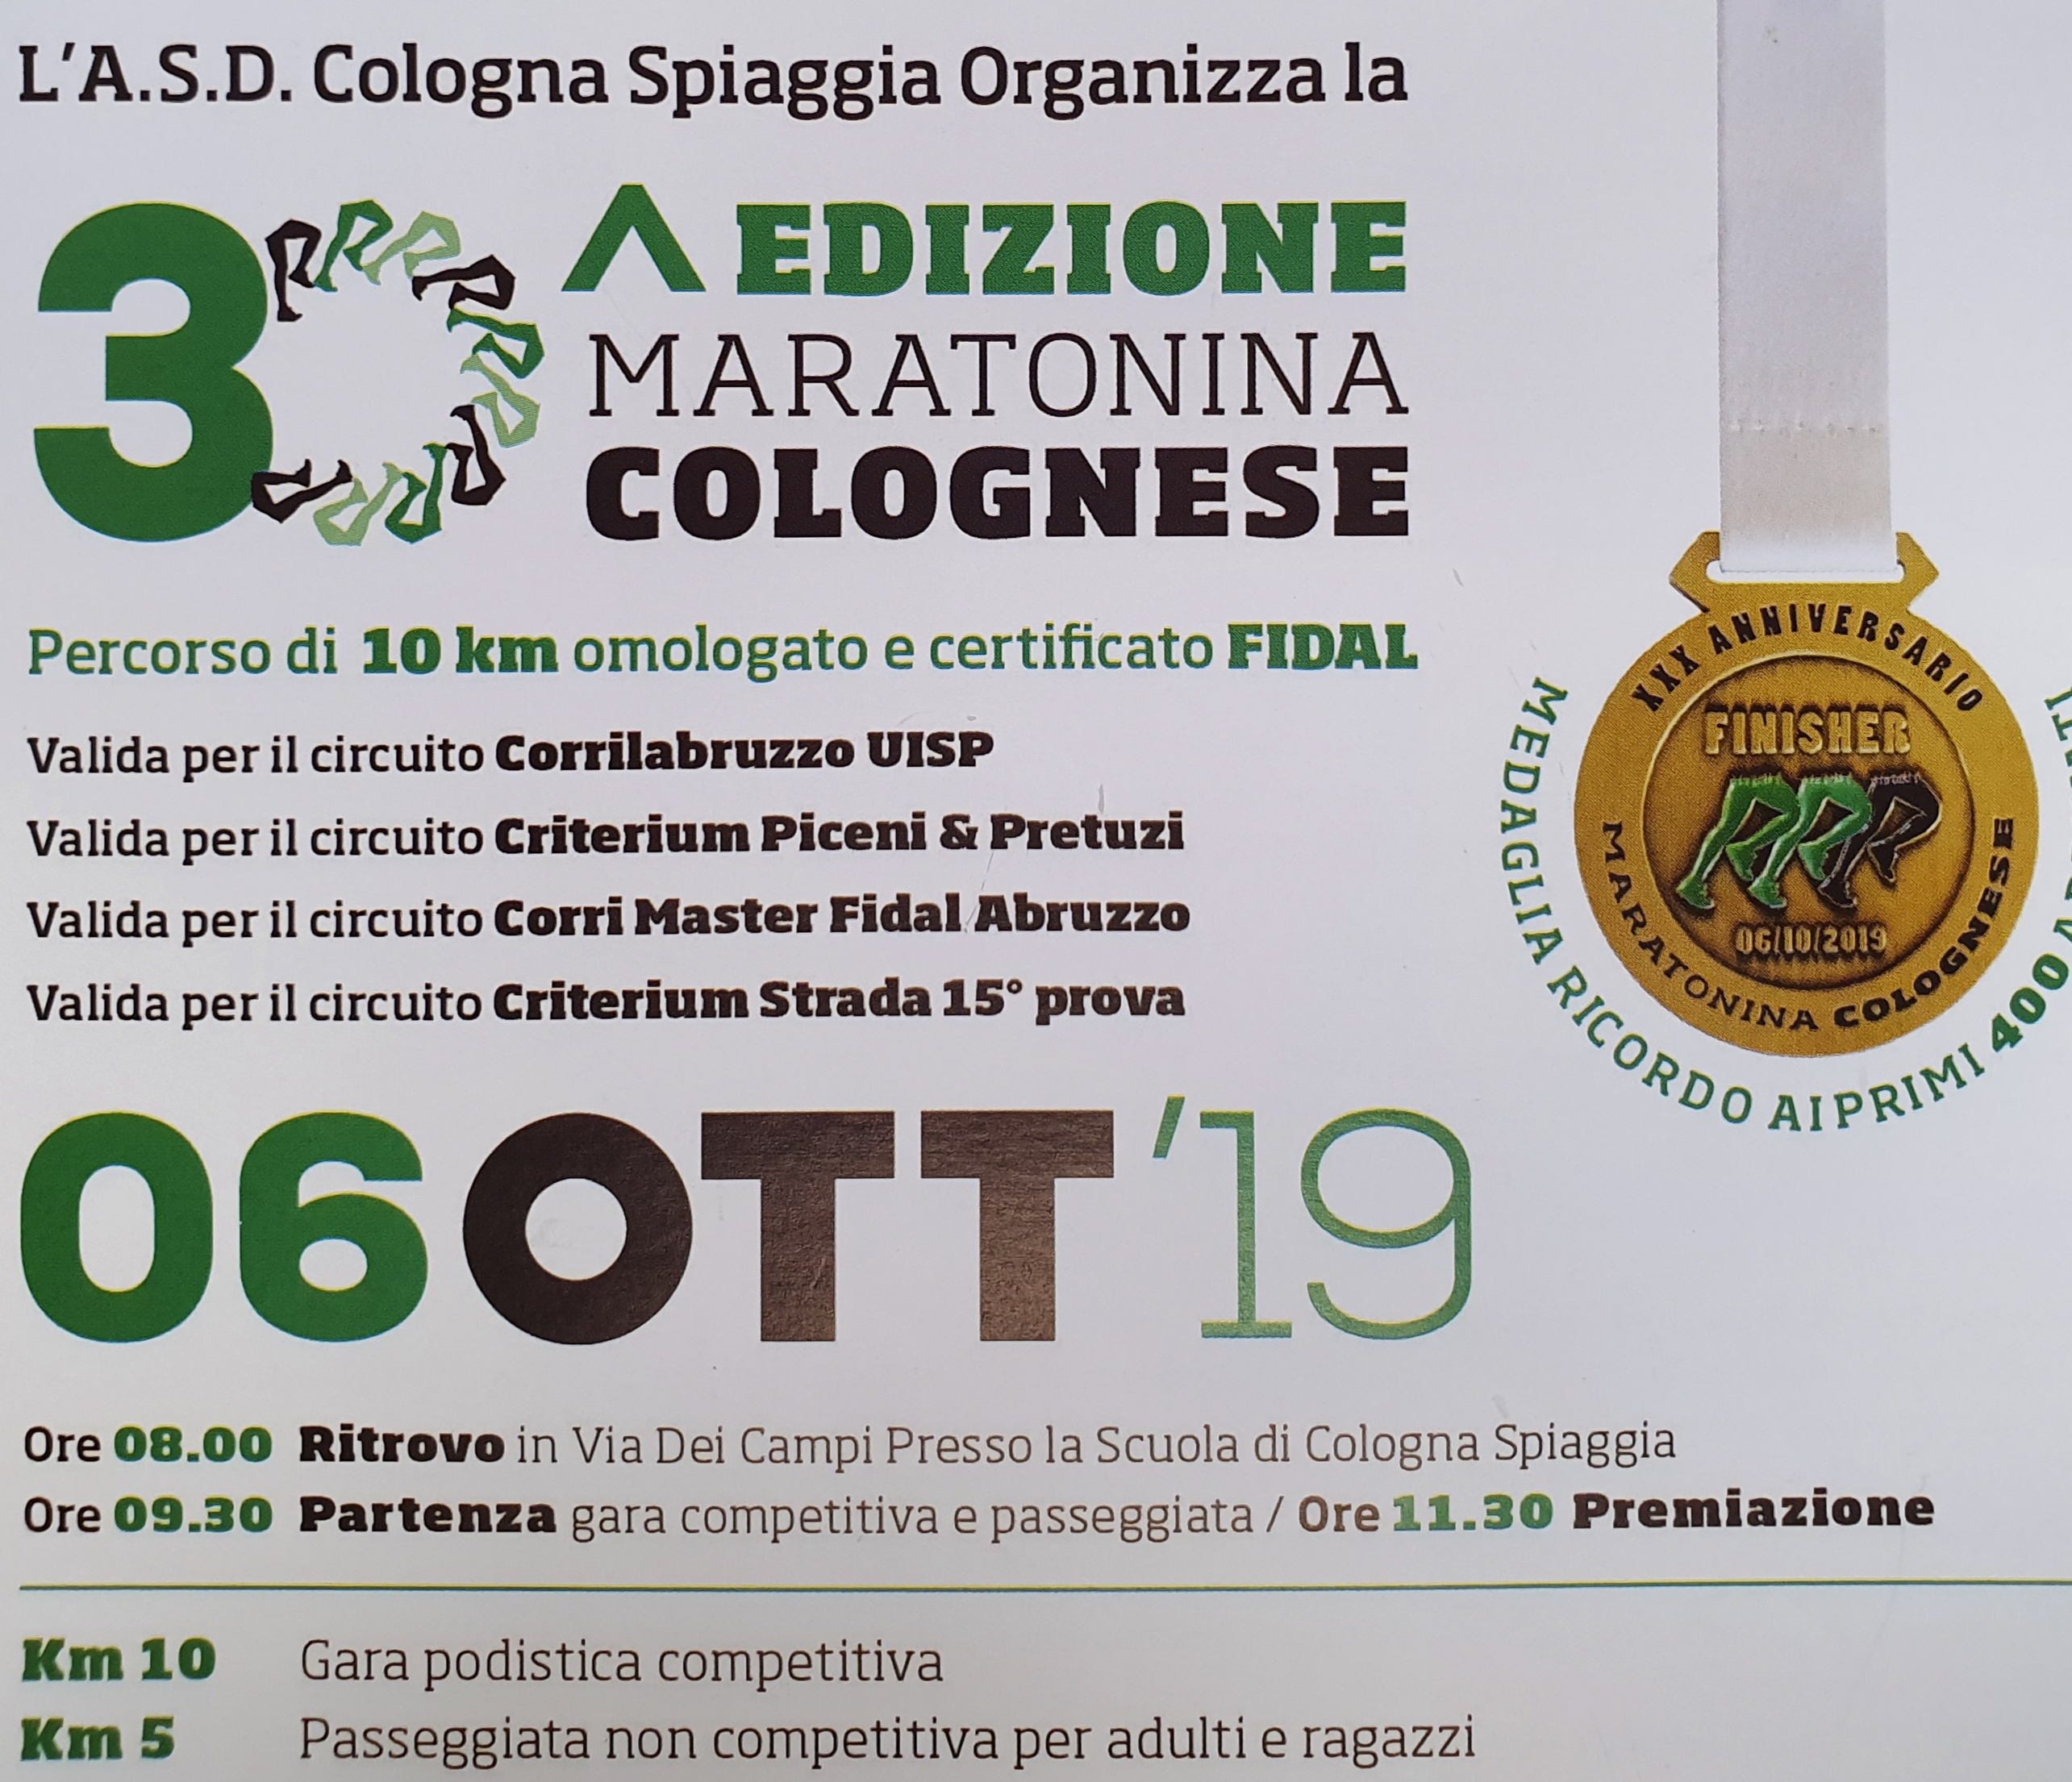 L'A.S.D. Cologna Spiaggia Organizza la
30^ EDIZIONE
MARATONINA
COLOGNESE
Percorso di 10 km omologato e certificato FIDAL
Valida per il circuito Corrilabruzzo UISP
Valida per il circuito Criterium Piceni & Pretuzi
Valida per il circuito Corri Master Fidal Abruzzo
Valida per il circuito Criterium Strada 15° prova
XXX ANNIVERSARIO
FINISHER
06/10/2019
MARATONINA COLOGNESE
MEDAGLIA RICORDO AI PRIMI 400
06 OTT '19
Ore 08.00 Ritrovo in Via Dei Campi Presso la Scuola di Cologna Spiaggia
Ore 09.30 Partenza gara competitiva e passeggiata / Ore 11.30 Premiazione
Km 10 Gara podistica competitiva
Km 5 Passeggiata non competitiva per adulti e ragazzi